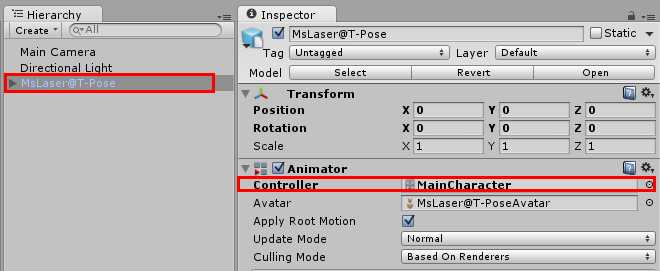 Hierarchy
Create
All
Main Camera
Directional Light
MsLaser@T-Pose
Inspector
MsLaser@T-Pose
Static
Tag Untagged Layer Default
Model Select Revert Open
Transform
Position X 0 Y 0 Z 0
Rotation X 0 Y 0 Z 0
Scale X 1 Y 1 Z 1
Animator
Controller MainCharacter
Avatar MsLaser@T-PoseAvatar
Apply Root Motion
Update Mode Normal
Culling Mode Based On Renderers